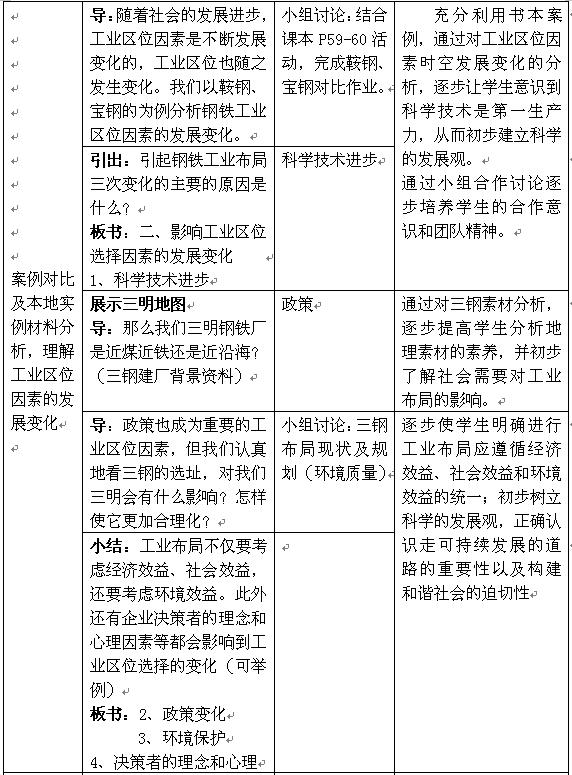 导：随着社会的发展进步，
工业区位因素是不断发展
变化的，工业区位也随之
发生变化。我们以鞍钢、
宝钢的为例分析钢铁工业
区位因素的发展变化。
小组讨论：结合
课本P59-60 活
动，完成鞍钢、
宝钢对比作业。
充分利用书本案
例，通过对工业区位因
素时空发展变化的分
析，逐步让学生意识到
科学技术是第一生产
力，从而初步建立科学
的发展观。
通过小组合作讨论逐
步培养学生的合作意
识和团队精神。
引出：引起钢铁工业布局
三次变化的主要的原因是
什么？
板书：二、影响工业区位
选择因素的发展变化
1、科学技术进步
科学技术进步
案例对比
及本地实
例材料分
析，理解
工业区位
因素的发
展变化
展示三明地图
导：那么我们三明钢铁厂
是近煤近铁还是近沿海？
（三钢建厂背景资料）
政策
通过对三钢素材分析，
逐步提高学生分析地
理素材的素养，并初步
了解社会需要对工业
布局的影响。
导：政策也成为重要的工
业区位因素，但我们认真
地看三钢的选址，对我们
三明会有什么影响？怎样
使它更加合理化？
小组讨论：三钢
布局现状及规
划（环境质量）
逐步使学生明确进行
工业布局应遵循经济
效益、社会效益和环境
效益的统一；初步树立
科学的发展观，正确认
识走可持续发展的道
路的重要性以及构建
和谐社会的迫切性
小结：工业布局不仅要考
虑经济效益、社会效益，
还要考虑环境效益。此外
还有企业决策者的理念和
心理因素等都会影响到工
业区位选择的变化（可举
例）
板书：2、政策变化
3、环境保护
4、决策者的理念和心理